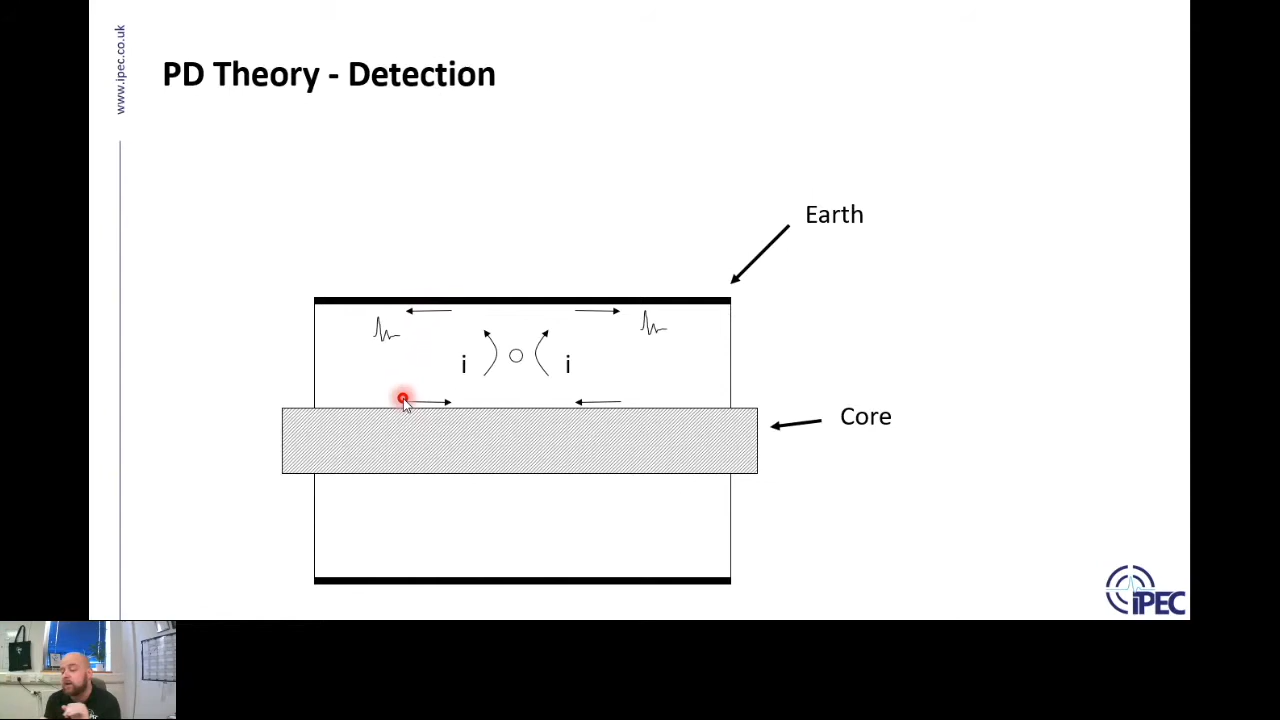 www.ipec.co.uk
PD Theory - Detection
Earth
i
i
Core
iPEC